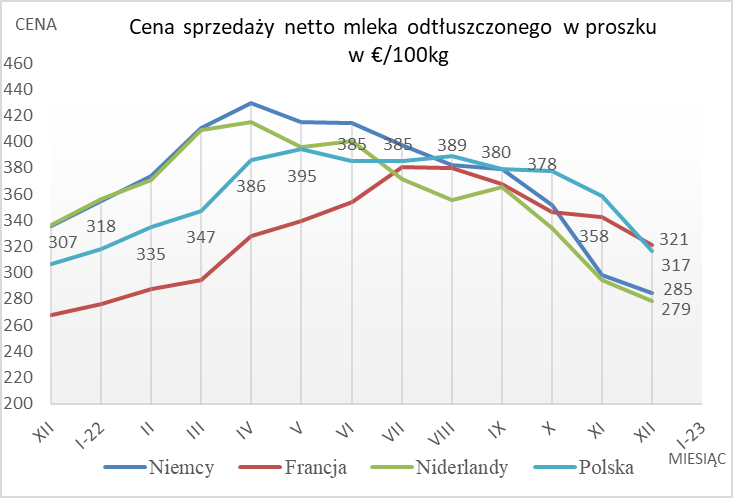 CENA
Cena sprzedaży netto mleka odtłuszczonego w proszku
w €/100kg
460
440
420
400
380
360
340
320
300
280
260
240
220
200
307
318
335
347
386
395
385
385
389
380
378
358
321
317
285
279
XII
I-22
II
III
IV
V
VI
VII
VIII
IX
X
XI
XII
I-23
MIESIĄC
Niemcy Francja Niderlandy Polska